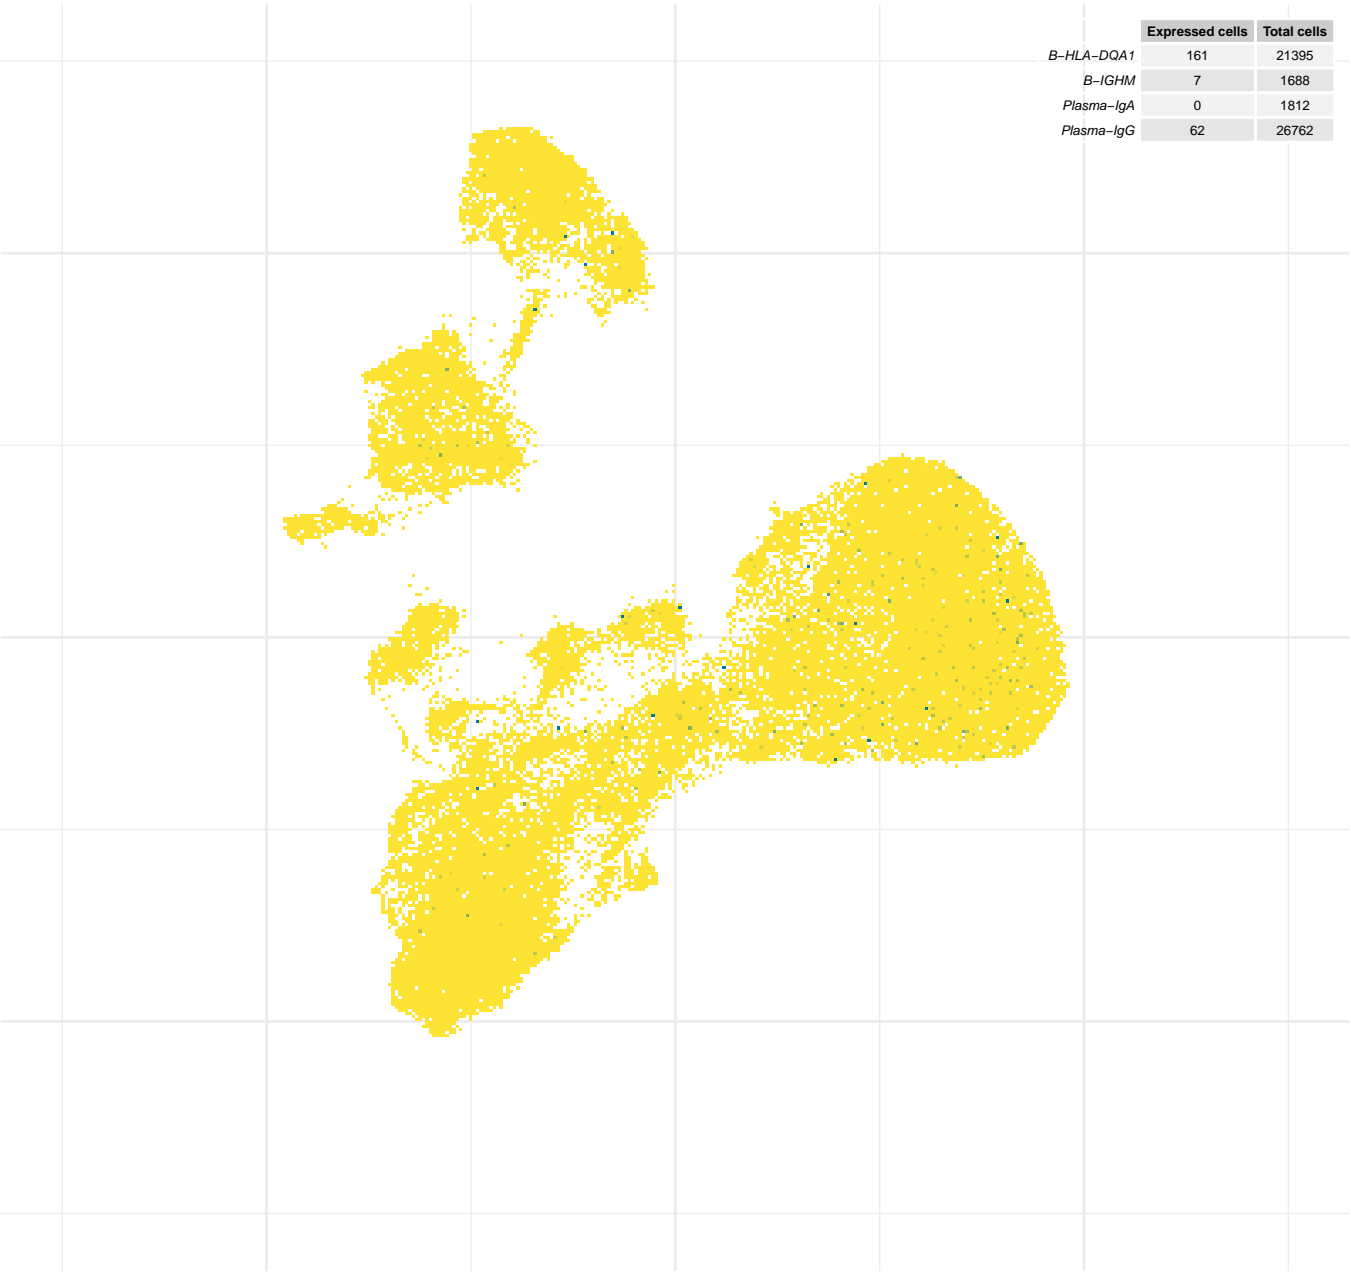 Expressed cells Total cells
B−HLA−DQA1 161 21395
B−IGHM 7 1688
Plasma−IgA 0 1812
Plasma−IgG 62 26762